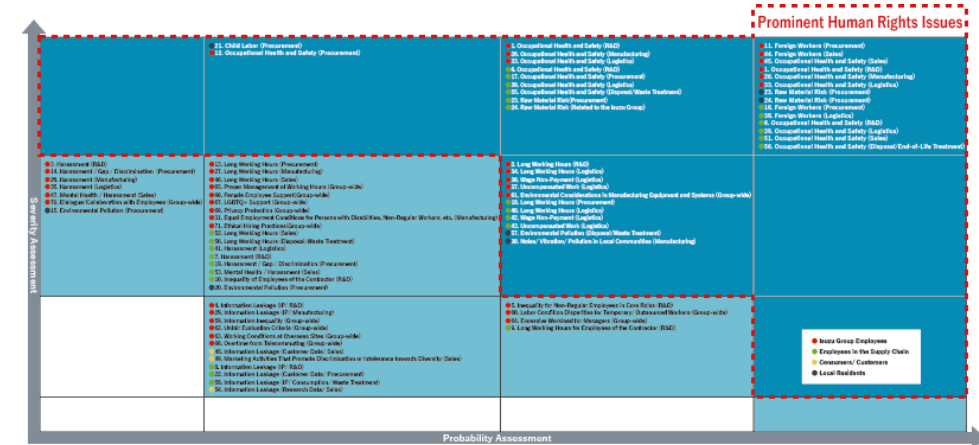 Prominent Human Rights Issues
21. Child Labor (Procurement)
12. Occupational Health and Safety (Procurement)
1. Occupational Health and Safety (R&D)
26. Occupational Health and Safety (Manufacturing)
33. Occupational Health and Safety (Logistics)
6. Occupational Health and Safety (R&D)
17. Occupational Health and Safety (Procurement)
39. Occupational Health and Safety (Logistics)
Occupational Health and Safety (Disposal/Waste Treatment)
23. Raw Material Risk(Procurement)
24. Raw Material Risk (Related to the Isuzu Group)
11. Foreign Workers (Procurement)
44. Foreign Workers (Sales)
45. Occupational Health and Safety (Sales)
1. Occupational Health and Safety (R&D)
26. Occupational Health and Safety (Manufacturing)
33. Occupational Health and Safety (Logistics)
23. Raw Material Risk (Procurement)
24. Raw Material Risk (Procurement)
16. Foreign Workers (Procurement)
38. Foreign Workers (Logistics)
6. Occupational Health and Safety (R&D)
39. Occupational Health and Safety (Logistics)
51. Occupational Health and Safety (Sales)
56. Occupational Health and Safety (Disposal/End-of-Life Treatment)
3. Harassment (R&D)
14. Harassment / Gap / Discrimination (Procurement)
Harassment (Manufacturing)
35. Harassment (Logistics)
47. Mental Health / Harassment (Sales)
70. Dialogue/Collaboration with Employees (Group-wide)
15. Environmental Pollution (Procurement)
13. Long Working Hours (Procurement)
27. Long Working Hours (Manufacturing)
46. Long Working Hours (Sales)
65. Proper Management of Working Hours (Group-wide)
66. Female Employee Support(Group-wide)
67. LGBTQ+ Support (Group-wide)
69. Privacy Protection (Group-wide)
31. Equal Employment Conditions for Persons with Disabilities, Non-Regular Workers, etc. (Manufacturing)
71. Ethical Hiring Practices(Group-wide)
52. Long Working Hours (Sales)
56. Long Working Hours (Disposal/Waste Treatment)
41. Harassment (Logistics)
7. Harassment (R&D)
19. Harassment / Gap / Discrimination (Procurement)
53. Mental Health / Harassment (Sales)
10. Inequality of Employees of the Contractor (R&D)
20. Environmental Pollution (Procurement)
2. Long Working Hours (R&D)
34. Long Working Hours (Logistics)
36. Wage Non-Payment (Logistics)
37. Uncompensated Work (Logistics)
61. Environmental Considerations in Manufacturing Equipment and Systems (Group-wide)
18. Long Working Hours (Procurement)
40. Long Working Hours (Logistics)
42. Wage Non-Payment (Logistics)
43. Uncompensated Work (Logistics)
57. Environmental Pollution (Disposal/Waste Treatment)
30. Noise/ Vibration/ Pollution in Local Communities (Manufacturing)
Severity Assessment
4. Information Leakage (IP/ R&D)
29. Information Leakage (IP/ Manufacturing)
59. Information Inequality (Group-wide)
62. Unfair Evaluation Criteria (Group-wide)
63. Working Conditions at Overseas Sites (Group-wide)
68. Overtime from Telecommuting (Group-wide)
48. Information Leakage (Customer Data/ Sales)
49. Marketing Activities That Promote Discrimination or Intolerance towards Diversity (Sales)
8. Information Leakage (IP/ R&D)
22. Information Leakage (Customer Data/ Procurement)
58. Information Leakage (IP/ Consumption/ Waste Treatment)
54. Information Leakage (Research Data/ Sales)
5. Inequality for Non-Regular Employees in Core Roles (R&D)
60. Labor Condition Disparities for Temporary/ Outsourced Workers (Group-wide)
64. Excessive Workload for Managers (Group-wide)
9. Long Working Hours for Employees of the Contractor (R&D)
Isuzu Group Employees
Employees in the Supply Chain
Consumers/ Customers
Local Residents
Probability Assessment